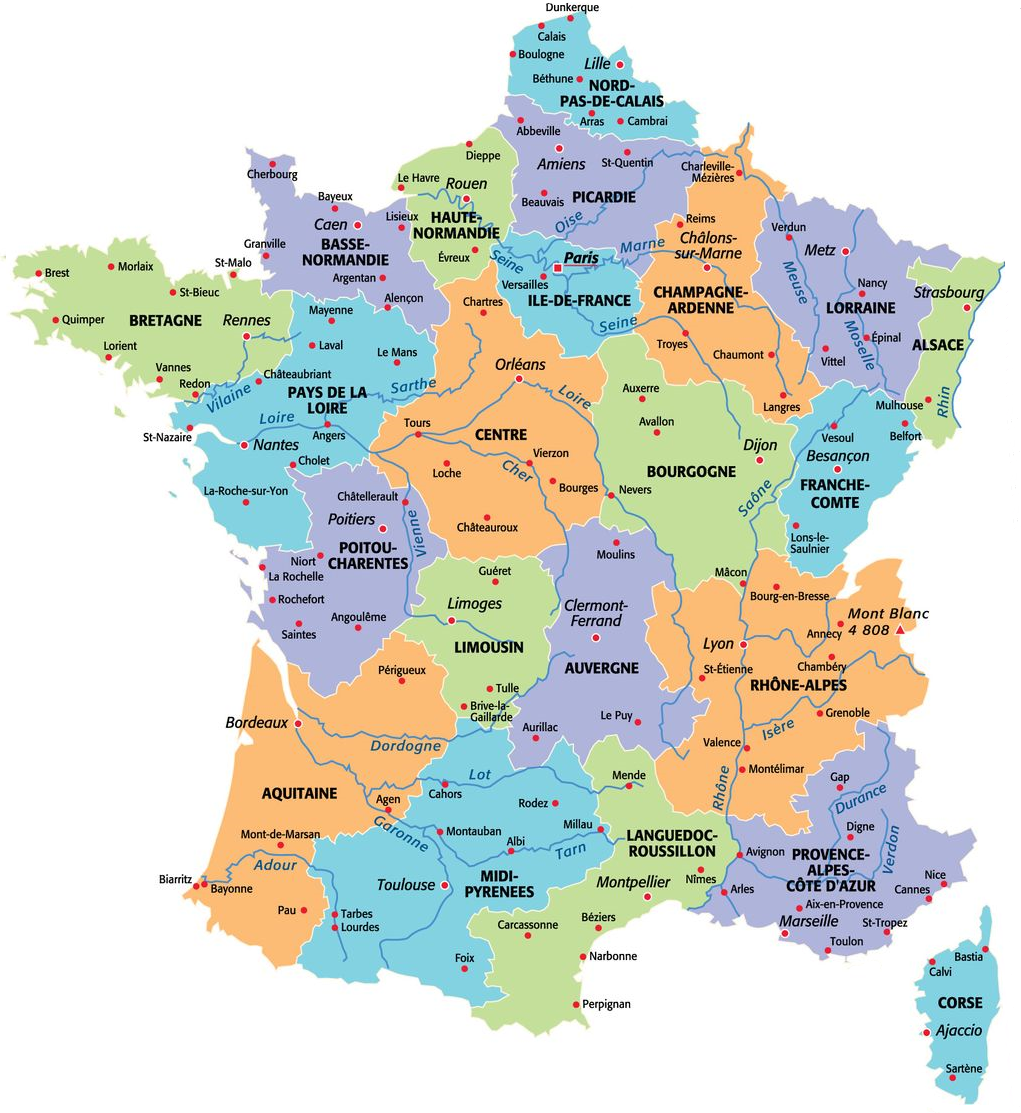 Dunkerque
Calais
Boulogne
Lille
Béthune
NORD-
PAS-DE-CALAIS
Arras
Cambrai
Abbeville
Amiens
St-Quentin
PICARDIE
Beauvais
Oise
Dieppe
Le Havre
Rouen
HAUTE-
NORMANDIE
Évreux
Seine
Cherbourg
Bayeux
Caen
Lisieux
BASSE-
NORMANDIE
Granville
Argentan
Alençon
Charleville-
Mézières
Reims
Châlons-
sur-Marne
CHAMPAGNE-
ARDENNE
Troyes
Chaumont
Langres
Marne
Paris
Versailles
ILE-DE-FRANCE
Seine
Verdun
Metz
Meuse
Nancy
LORRAINE
Moselle
Épinal
Vittel
Strasbourg
ALSACE
Mulhouse
Rhin
St-Malo
Brest
Morlaix
St-Bieuc
Quimper
BRETAGNE
Rennes
Lorient
Vannes
Redon
Vilaine
Mayenne
Laval
Le Mans
Châteaubriant
PAYS DE LA
LOIRE
Sarthe
Loire
St-Nazaire
Nantes
Angers
Cholet
La-Roche-sur-Yon
Chartres
Orléans
Loire
Tours
CENTRE
Loche
Vierzon
Cher
Bourges
Châteauroux
Auxerre
Avallon
Dijon
BOURGOGNE
Nevers
Saône
Mâcon
Vesoul
Belfort
Besançon
FRANCHE-
COMTE
Lons-le-
Saulnier
Châtellerault
Poitiers
Vienne
POITOU-
CHARENTES
Niort
La Rochelle
Rochefort
Saintes
Angoulême
Guéret
Limoges
LIMOUSIN
Tulle
Brive-la-
Gaillarde
Moulins
Clermont-
Ferrand
AUVERGNE
Aurillac
Le Puy
Bourg-en-Bresse
Mont Blanc
4 808
Annecy
Lyon
Chambéry
St-Étienne
RHÔNE-ALPES
Grenoble
Isère
Valence
Montélimar
Rhône
Périgueux
Bordeaux
Dordogne
AQUITAINE
Agen
Garonne
Mont-de-Marsan
Adour
Biarritz
Bayonne
Pau
Lot
Cahors
Rodez
Montauban
Millau
Albi
Tarn
Toulouse
MIDI-
PYRENEES
Tarbes
Lourdes
Foix
Mende
LANGUEDOC-
ROUSSILLON
Nîmes
Montpellier
Béziers
Carcassonne
Narbonne
Perpignan
Gap
Durance
Digne
Verdon
Avignon
PROVENCE-
ALPES-
CÔTE D'AZUR
Nice
Cannes
Arles
Aix-en-Provence
Marseille
St-Tropez
Toulon
Bastia
Calvi
CORSE
Ajaccio
Sartène